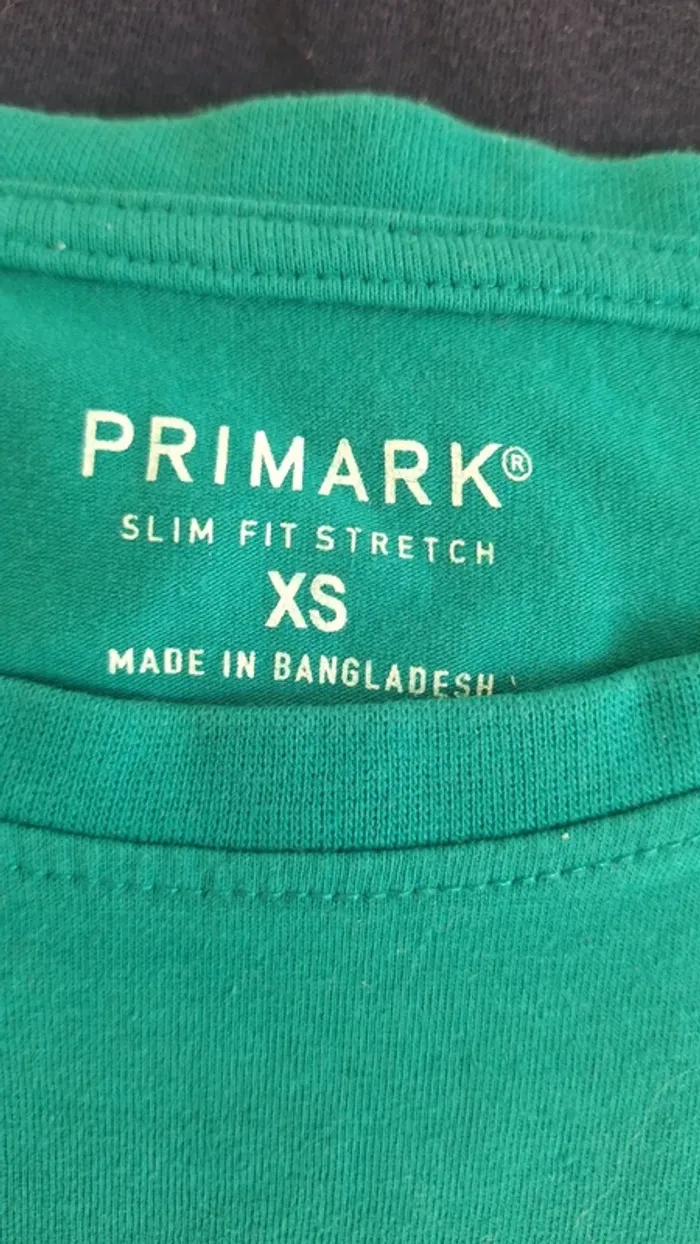 PRIMARK®
SLIM FIT STRETCH
XS
MADE IN BANGLADESH